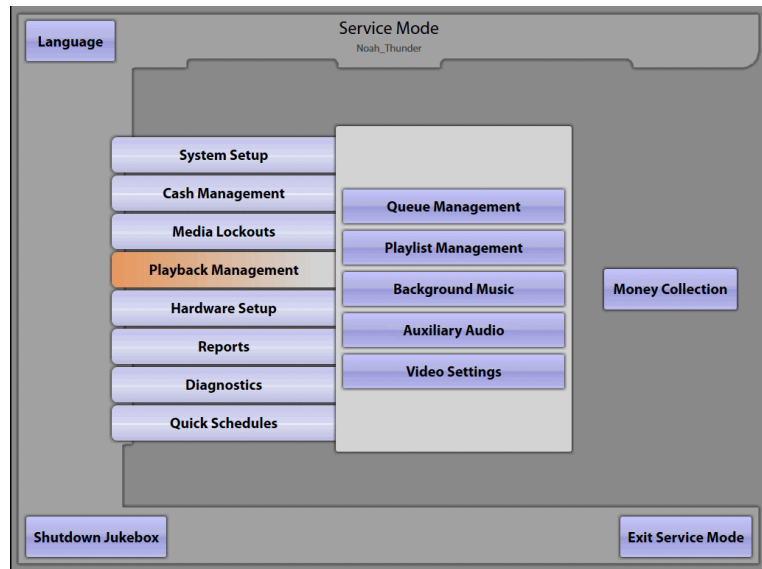 Language
Service Mode
Noah_Thunder
System Setup
Cash Management
Media Lockouts
Playback Management
Hardware Setup
Reports
Diagnostics
Quick Schedules
Queue Management
Playlist Management
Background Music
Auxiliary Audio
Video Settings
Money Collection
Shutdown Jukebox
Exit Service Mode